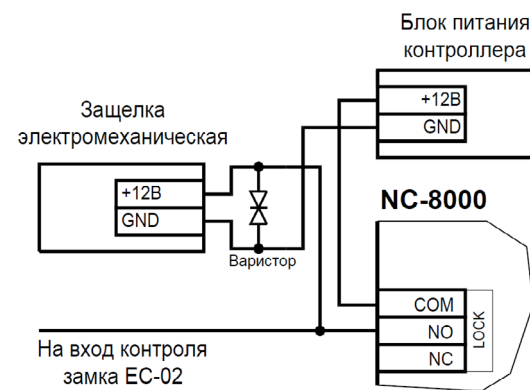 Блок питания
контроллера
+12В
GND
Защелка
электромеханическая
+12В
GND
Варистор
NC-8000
COM
NO
NC
LOCK
На вход контроля
замка ЕС-02